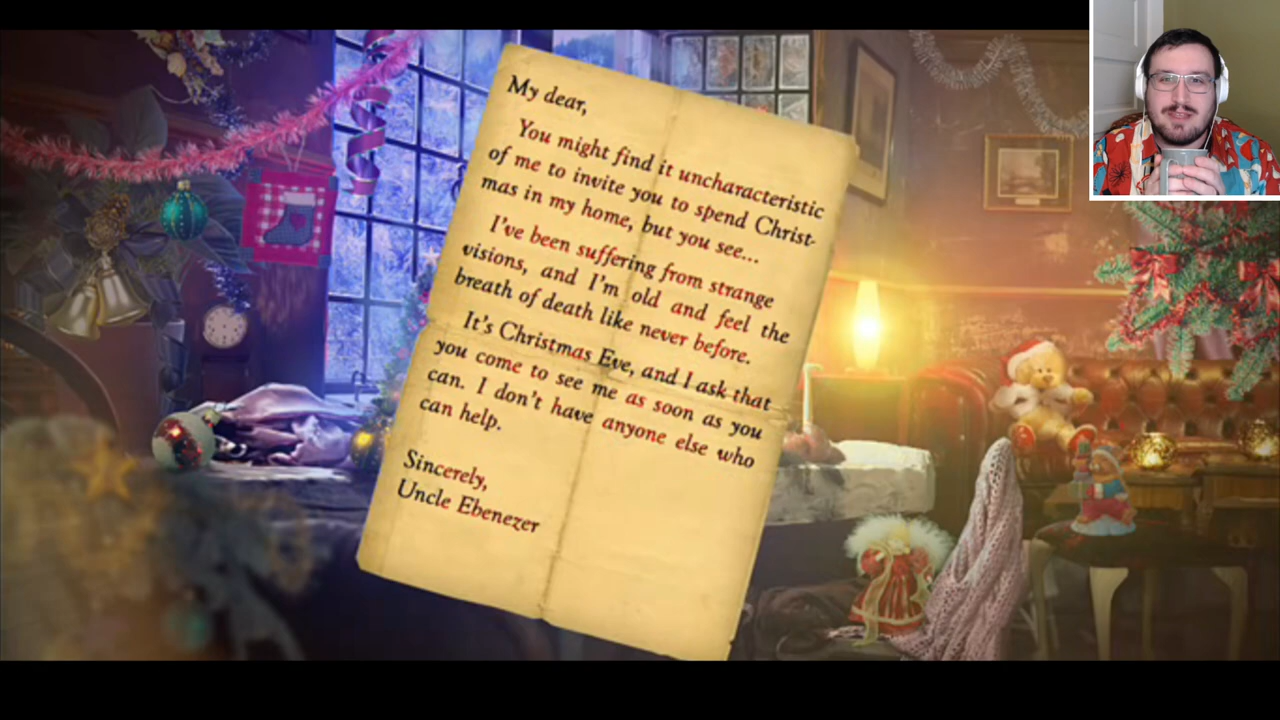 My dear,
You might find it uncharacteristic
of me to invite you to spend Christ-
mas in my home, but you see...
I've been suffering from strange
visions, and I'm old and feel the
breath of death like never before.
It's Christmas Eve, and I ask that
you come to see me as soon as you
can. I don't have anyone else who
can help.
Sincerely,
Uncle Ebenezer